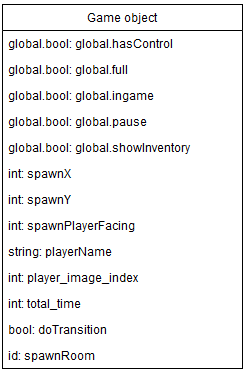 Game object
global.bool: global.hasControl
global.bool: global.full
global.bool: global.ingame
global.bool: global.pause
global.bool: global.showInventory
int: spawnX
int: spawnY
int: spawnPlayerFacing
string: playerName
int: player_image_index
int: total_time
bool: doTransition
id: spawnRoom